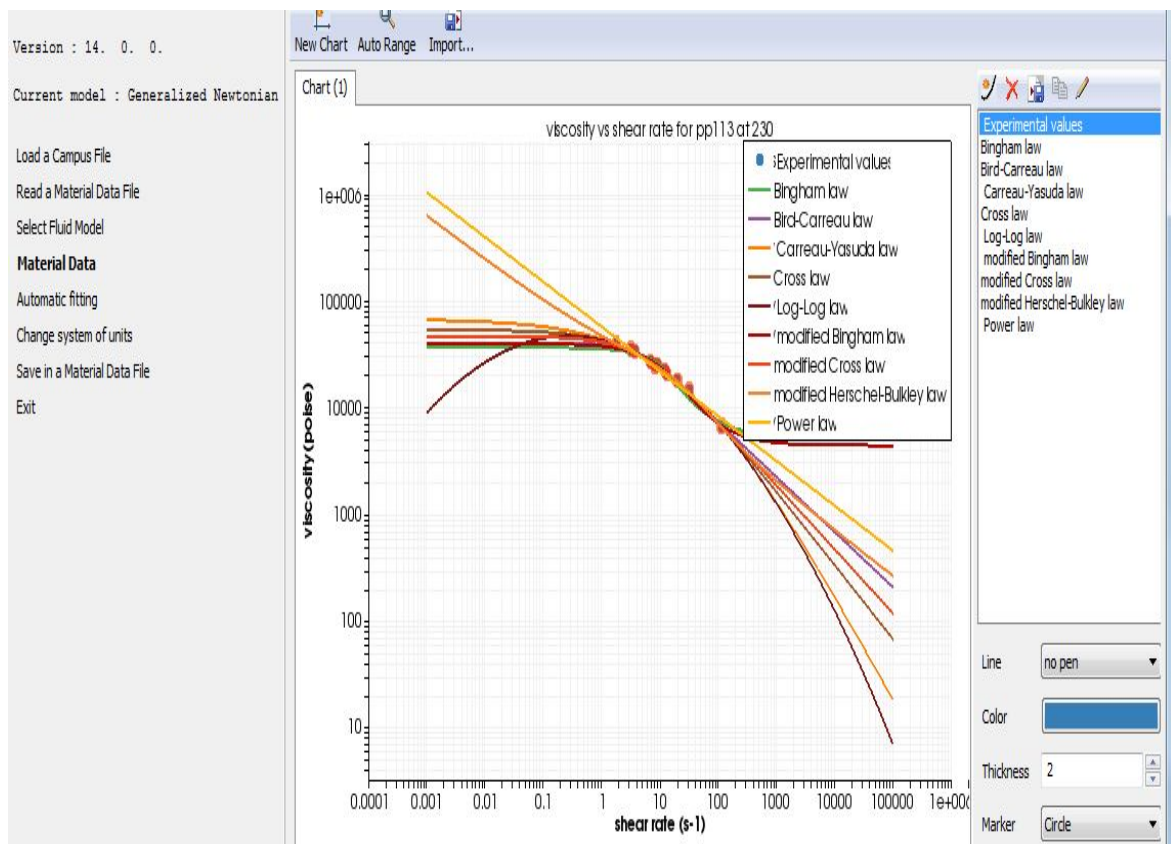 Version : 14. 0. 0.
Current model : Generalized Newtonian
Load a Campus File
Read a Material Data File
Select Fluid Model
Material Data
Automatic fitting
Change system of units
Save in a Material Data File
Exit
New Chart Auto Range Import...
Chart (1)
viscosity vs shear rate for pp113 at 230
Experimental values
Bingham law
Bird-Carreau law
Carreau-Yasuda law
Cross law
Log-Log law
modified Bingham law
modified Cross law
modified Herschel-Bulkley law
Power law
viscosity (poise)
1e+006
100000
10000
1000
100
10
0.0001 0.001 0.01 0.1 1 10 100 1000 10000 100000 1e+006
shear rate (s-1)
Experimental values
Bingham law
Bird-Carreau law
Carreau-Yasuda law
Cross law
Log-Log law
modified Bingham law
modified Cross law
modified Herschel-Bulkley law
Power law
Line no pen
Color
Thickness 2
Marker Circle